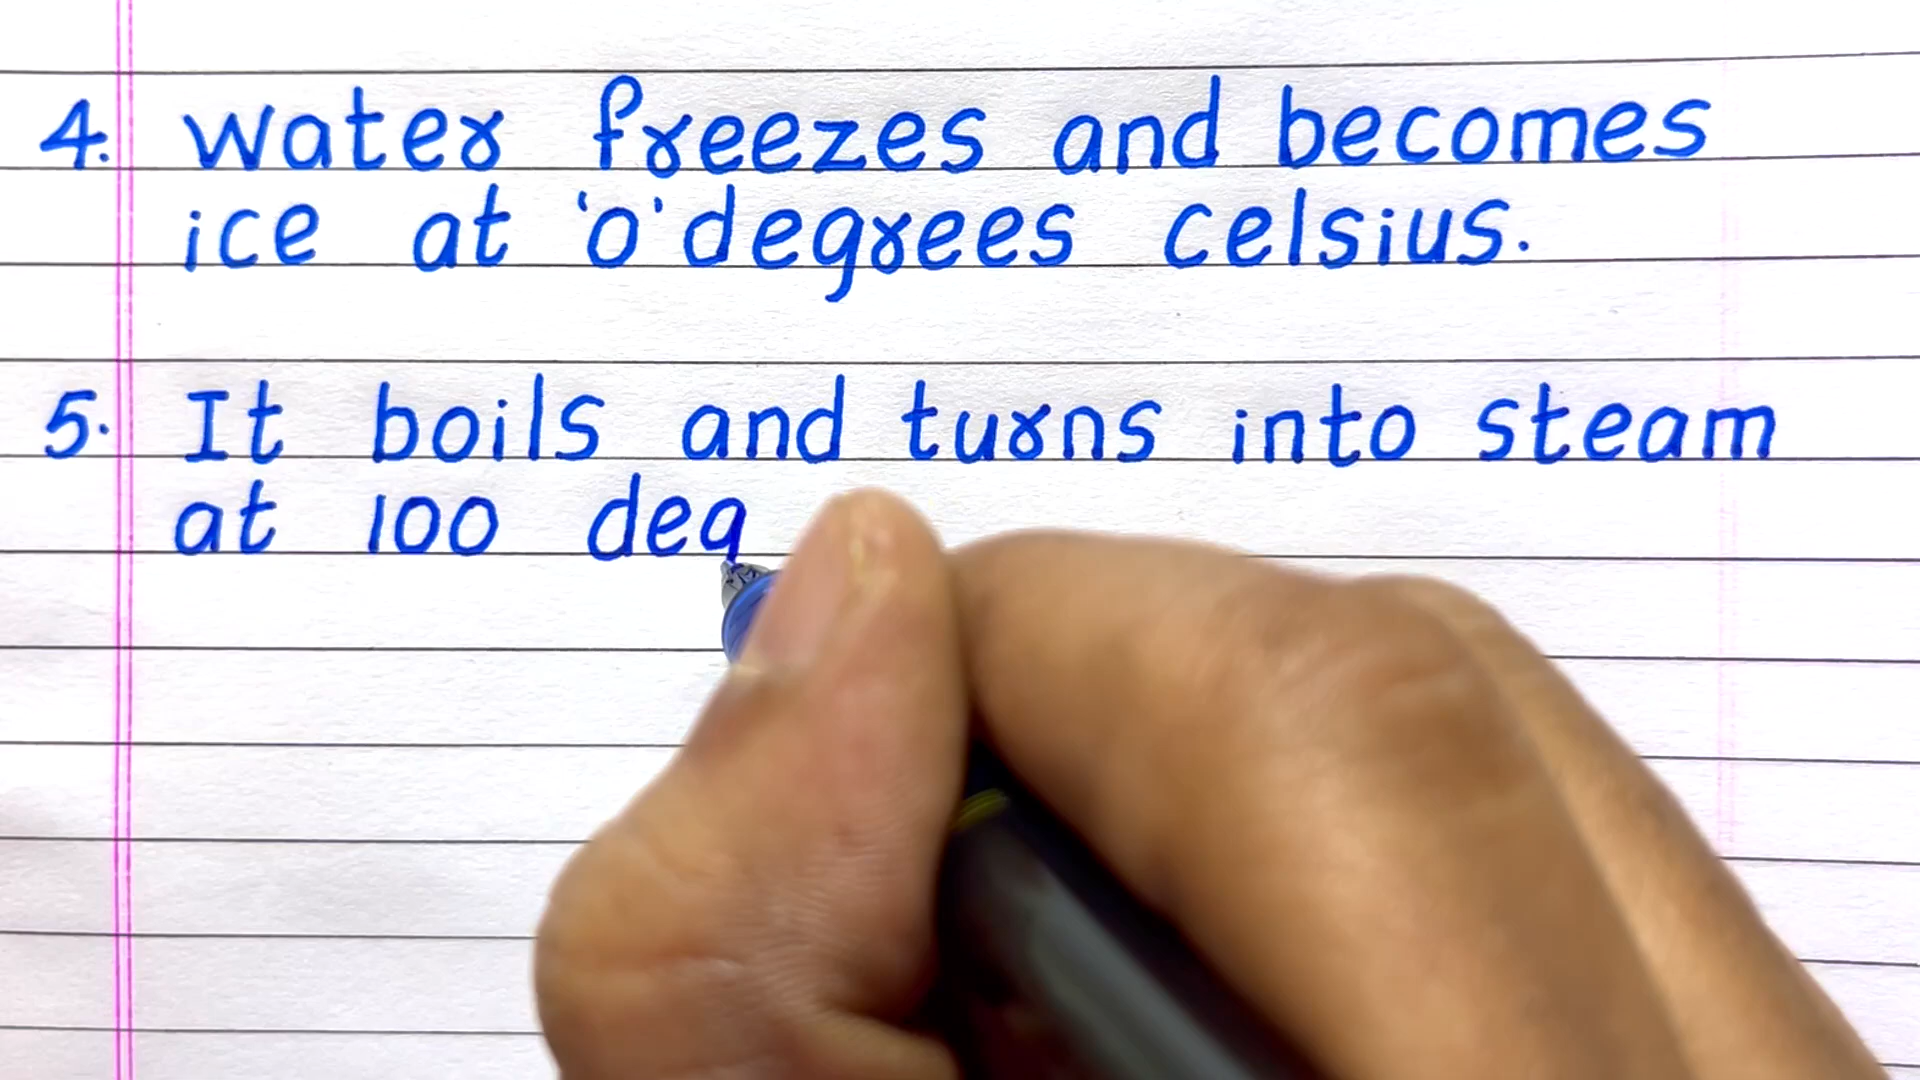 4. Water freezes and becomes
ice at '0' degrees celsius.
5. It boils and turns into steam
at 100 deg